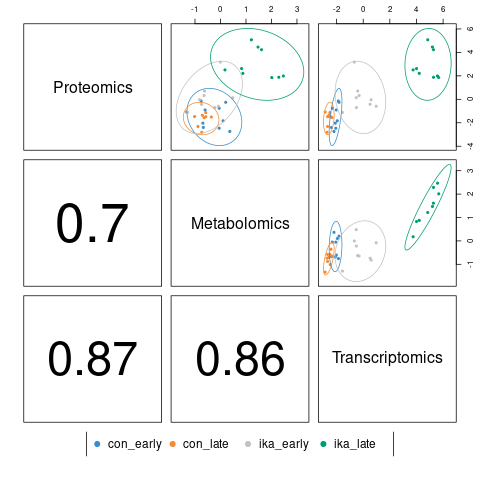 -1 0 1 2 3
-2 0 2 4 6
Proteomics
6
4
2
0
-2
-4
0.7
Metabolomics
3
2
1
0
-1
0.87
0.86
Transcriptomics
con_early con_late ika_early ika_late